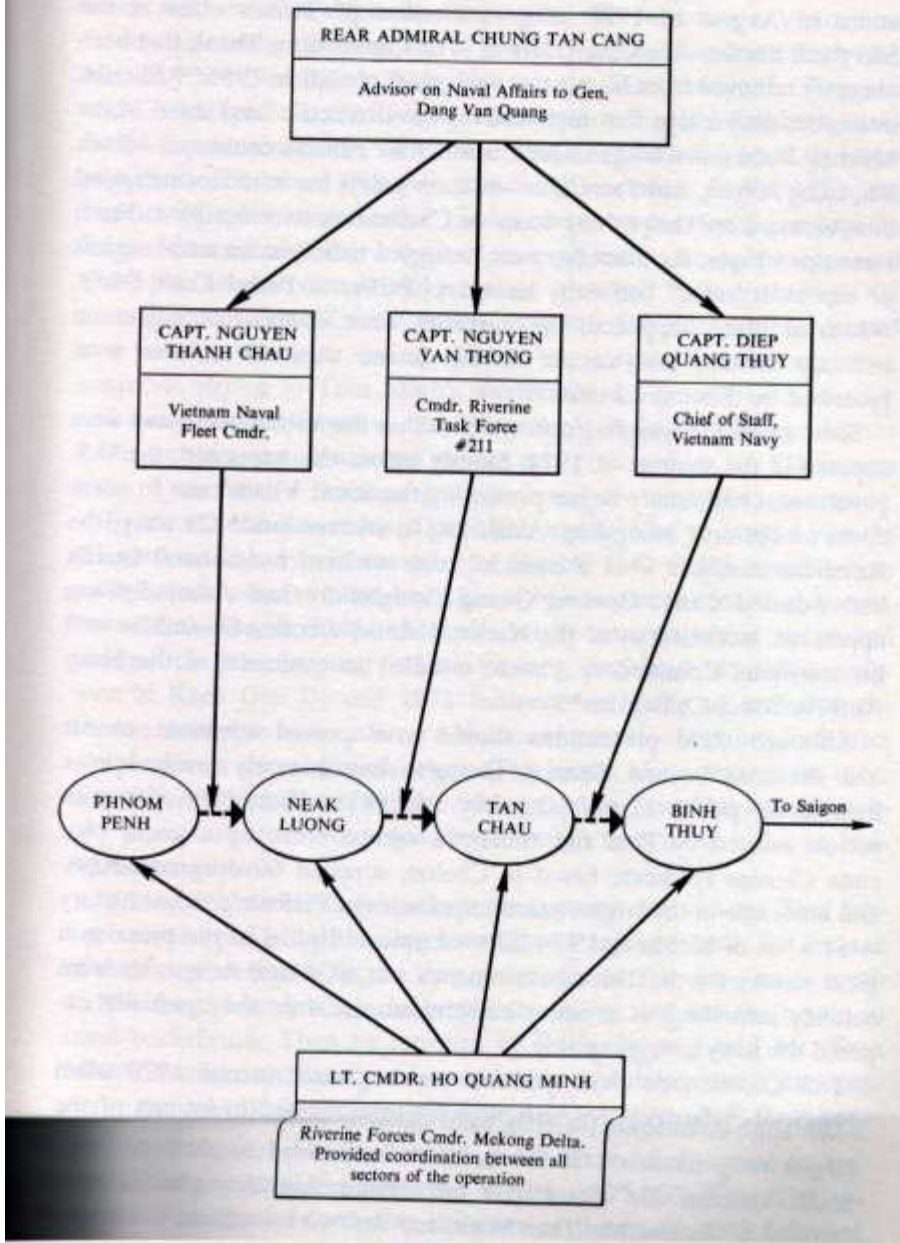 REAR ADMIRAL CHUNG TAN CANG
Advisor on Naval Affairs to Gen.
Dang Van Quang
CAPT. NGUYEN
THANH CHAU
Vietnam Naval
Fleet Cmdr.
CAPT. NGUYEN
VAN THONG
Cmdr. Riverine
Task Force
#211
CAPT. DIEP
QUANG THUY
Chief of Staff,
Vietnam Navy
PHNOM
PENH
NEAK
LUONG
TAN
CHAU
BINH
THUY
To Saigon
LT. CMDR. HO QUANG MINH
Riverine Forces Cmdr. Mekong Delta.
Provided coordination between all
sectors of the operation